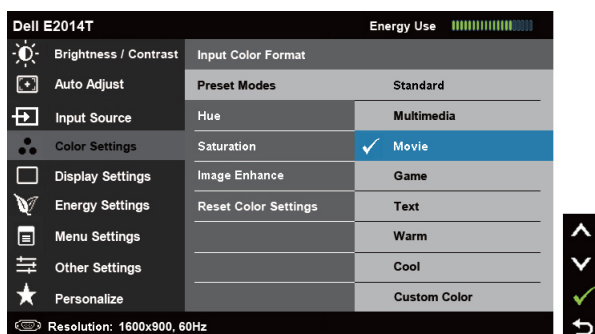 Dell E2014T
Energy Use
Brightness / Contrast
Auto Adjust
Input Source
Color Settings
Display Settings
Energy Settings
Menu Settings
Other Settings
Personalize
Input Color Format
Preset Modes
Hue
Saturation
Image Enhance
Reset Color Settings
Standard
Multimedia
Movie
Game
Text
Warm
Cool
Custom Color
Resolution: 1600x900, 60Hz